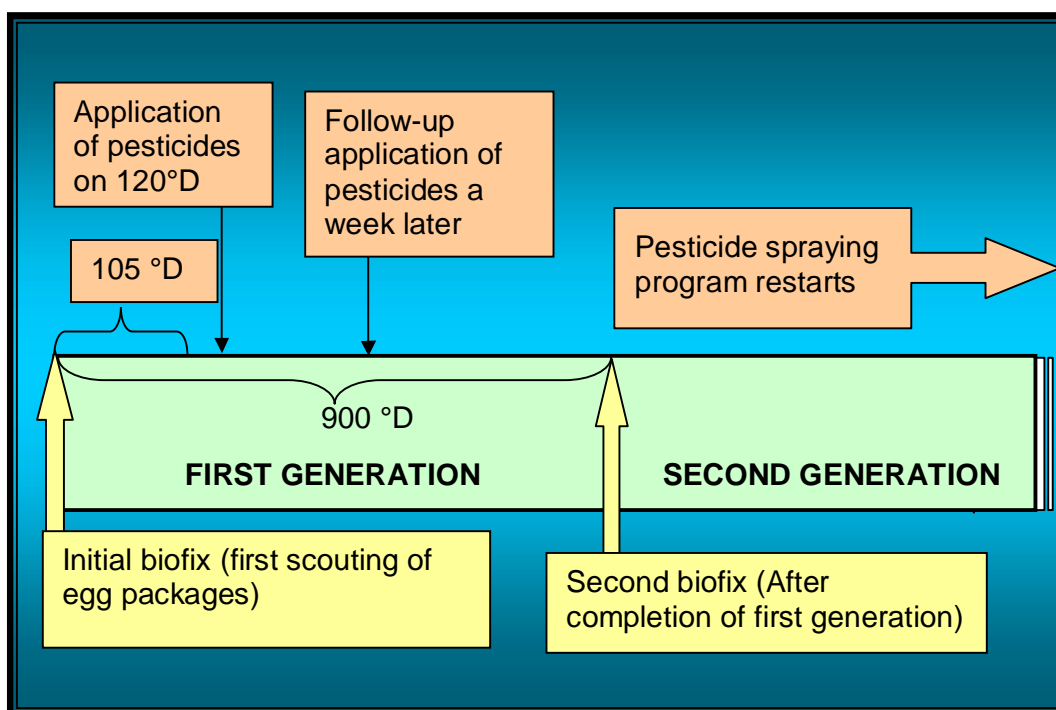 Application
of pesticides
on 120°D
Follow-up
application of
pesticides a
week later
105 °D
Pesticide spraying
program restarts
900 °D
FIRST GENERATION
SECOND GENERATION
Initial biofix (first scouting of
egg packages)
Second biofix (After
completion of first generation)